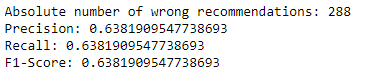 Absolute number of wrong recommendations: 288
Precision: 0.6381909547738693
Recall: 0.6381909547738693
F1-Score: 0.6381909547738693